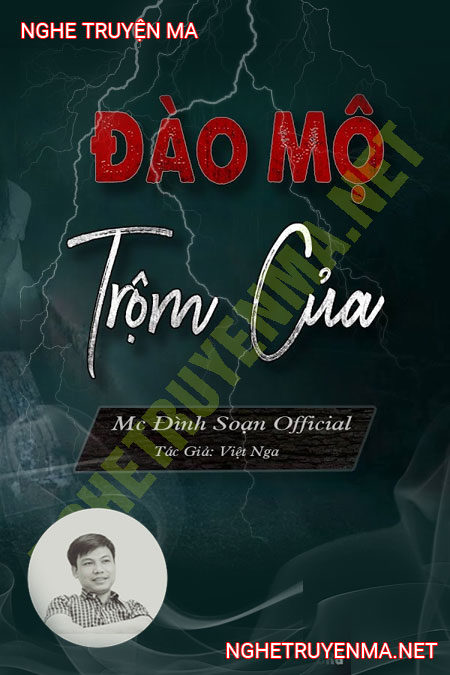 NGHE TRUYỆN MA
ĐÀO MỘ
Trộm Của
Mc Đình Soạn Official
Tác Giả: Việt Nga
NGHETRUYENMA.NET
NGHETRUYENMA.NET